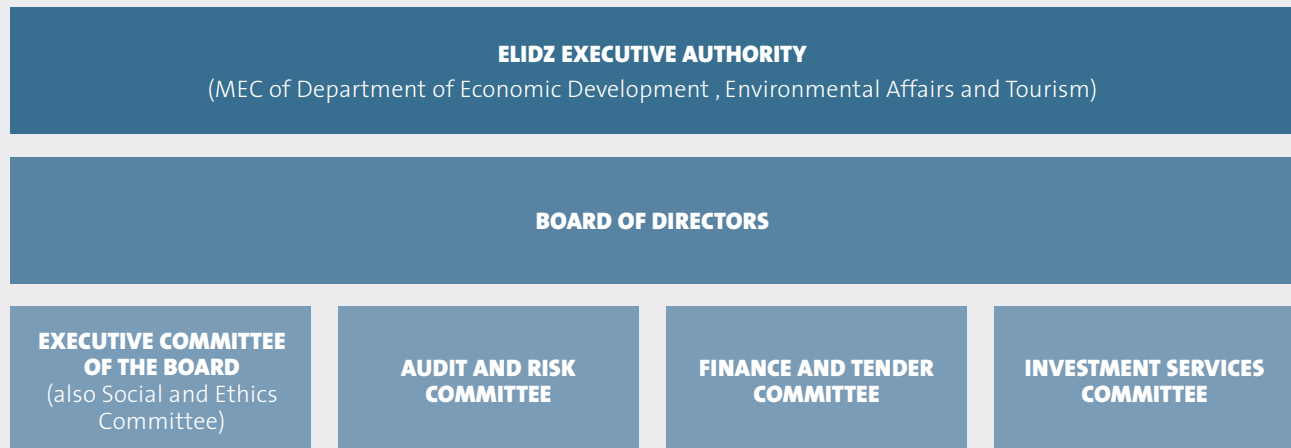 ELIDZ EXECUTIVE AUTHORITY
(MEC of Department of Economic Development , Environmental Affairs and Tourism)
BOARD OF DIRECTORS
EXECUTIVE COMMITTEE
OF THE BOARD
(also Social and Ethics
Committee)
AUDIT AND RISK
COMMITTEE
FINANCE AND TENDER
COMMITTEE
INVESTMENT SERVICES
COMMITTEE